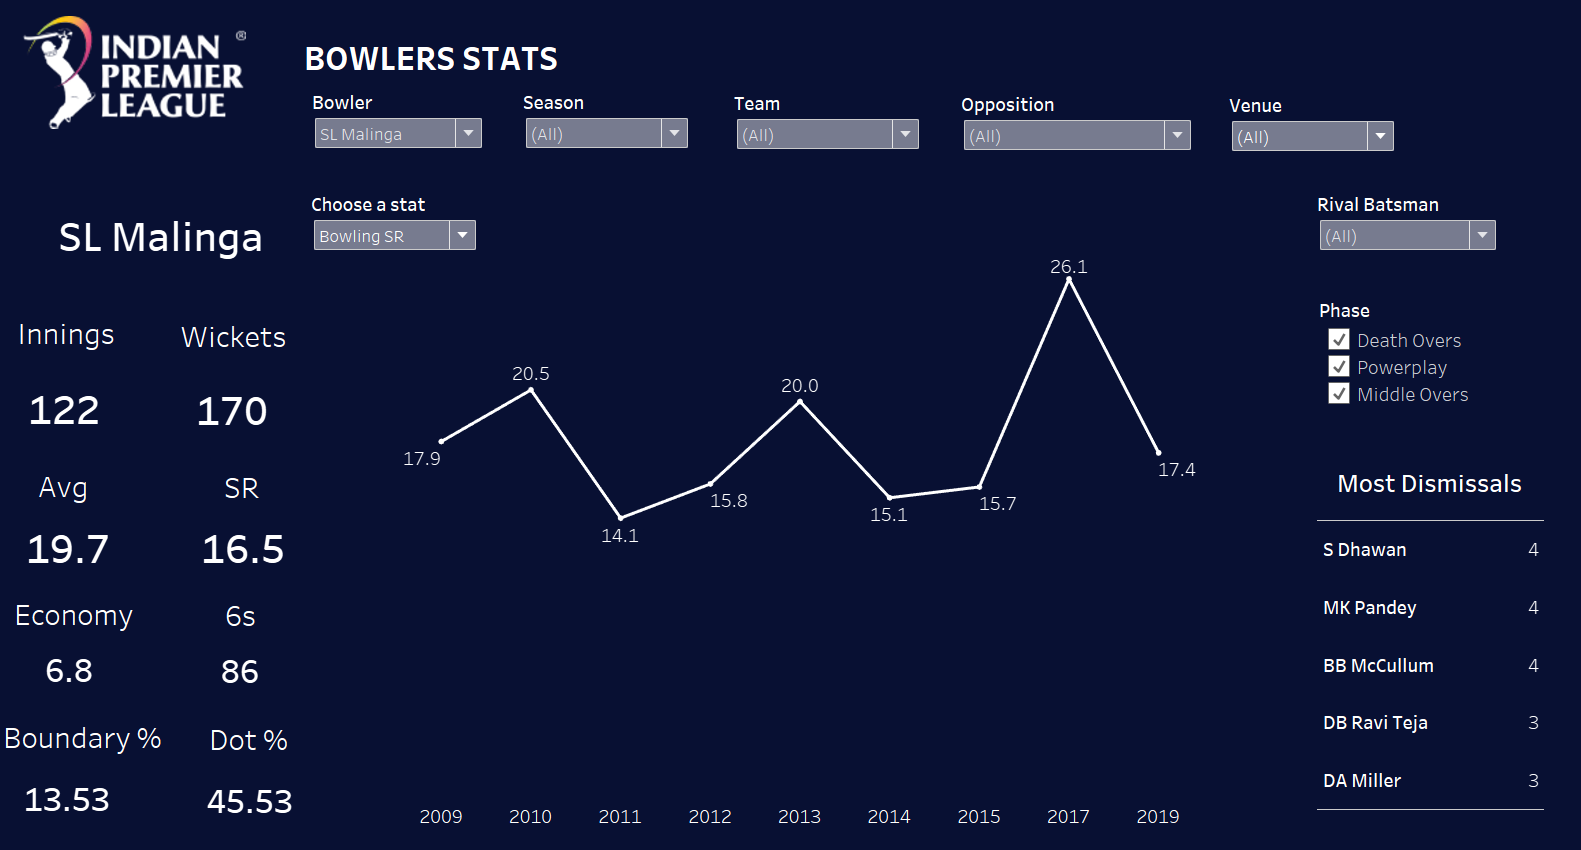 INDIAN ®
PREMIER
LEAGUE
BOWLERS STATS
Bowler Season Team Opposition Venue
SL Malinga (All) (All) (All) (All)
SL Malinga
Innings Wickets
122 170
Avg SR
19.7 16.5
Economy 6s
6.8 86
Boundary % Dot %
13.53 45.53
Choose a stat
Bowling SR
17.9 20.5 14.1 15.8 20.0 15.1 15.7 26.1 17.4
2009 2010 2011 2012 2013 2014 2015 2017 2019
Rival Batsman
(All)
Phase
Death Overs
Powerplay
Middle Overs
Most Dismissals
S Dhawan 4
MK Pandey 4
BB McCullum 4
DB Ravi Teja 3
DA Miller 3